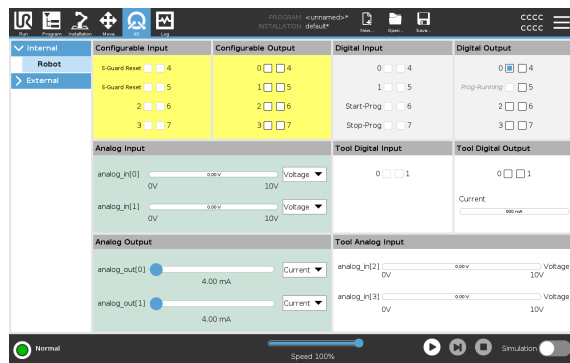 PROGRAM <unnamed>*
INSTALLATION default*
CCCC
CCCC
Run Program Installation Move I/O Log New... Open... Save...
Internal
Robot
External
Configurable Input
S-Guard Reset 4
S-Guard Reset 5
2 6
3 7
Configurable Output
0 4
1 5
2 6
3 7
Digital Input
0 4
1 5
Start-Prog 6
Stop-Prog 7
Digital Output
0 4
Prog-Running 5
2 6
3 7
Analog Input
analog_in[0] 0.00 V Voltage
0V 10V
analog_in[1] 0.00 V Voltage
0V 10V
Tool Digital Input
0 1
Tool Digital Output
0 1
Current
000 mA
Analog Output
analog_out[0] Current
4.00 mA
analog_out[1] Current
4.00 mA
Tool Analog Input
analog_in[2] 0.00 V Voltage
0V 10V
analog_in[3] 0.00 V Voltage
0V 10V
Normal
Speed 100%
Simulation